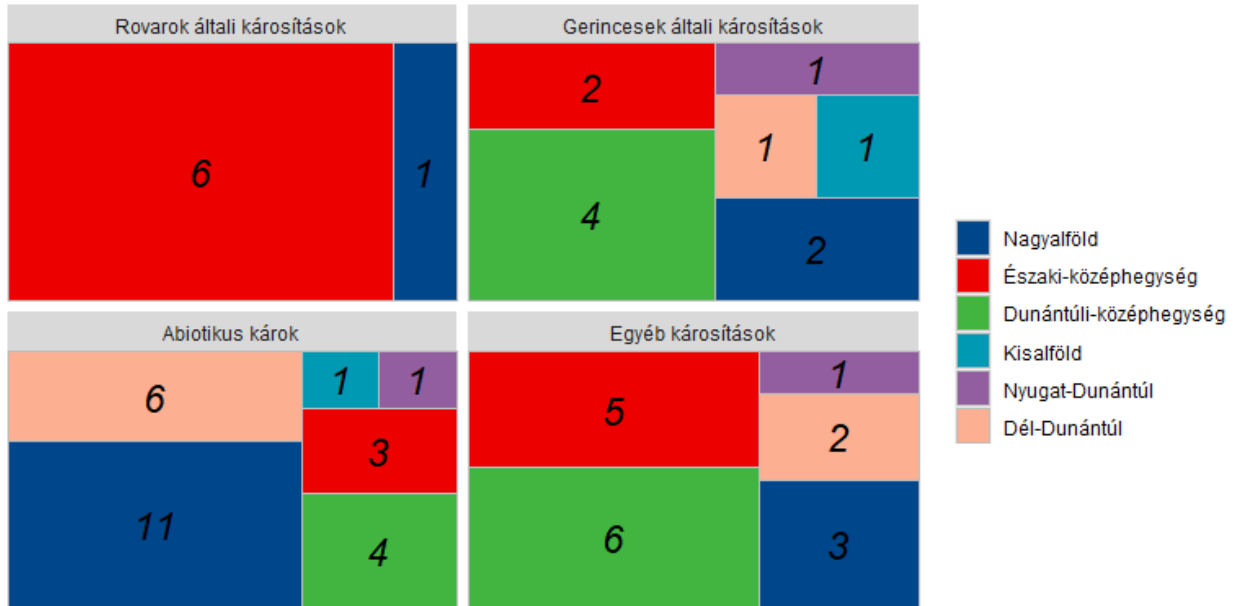 Rovarok általi károsítások
6
1
Gerincesek általi károsítások
2
4
1
1
1
2
Abiotikus károk
6
11
1
1
3
4
Egyéb károsítások
5
6
1
2
3
Nagyalföld
Északi-középhegység
Dunántúli-középhegység
Kisalföld
Nyugat-Dunántúl
Dél-Dunántúl